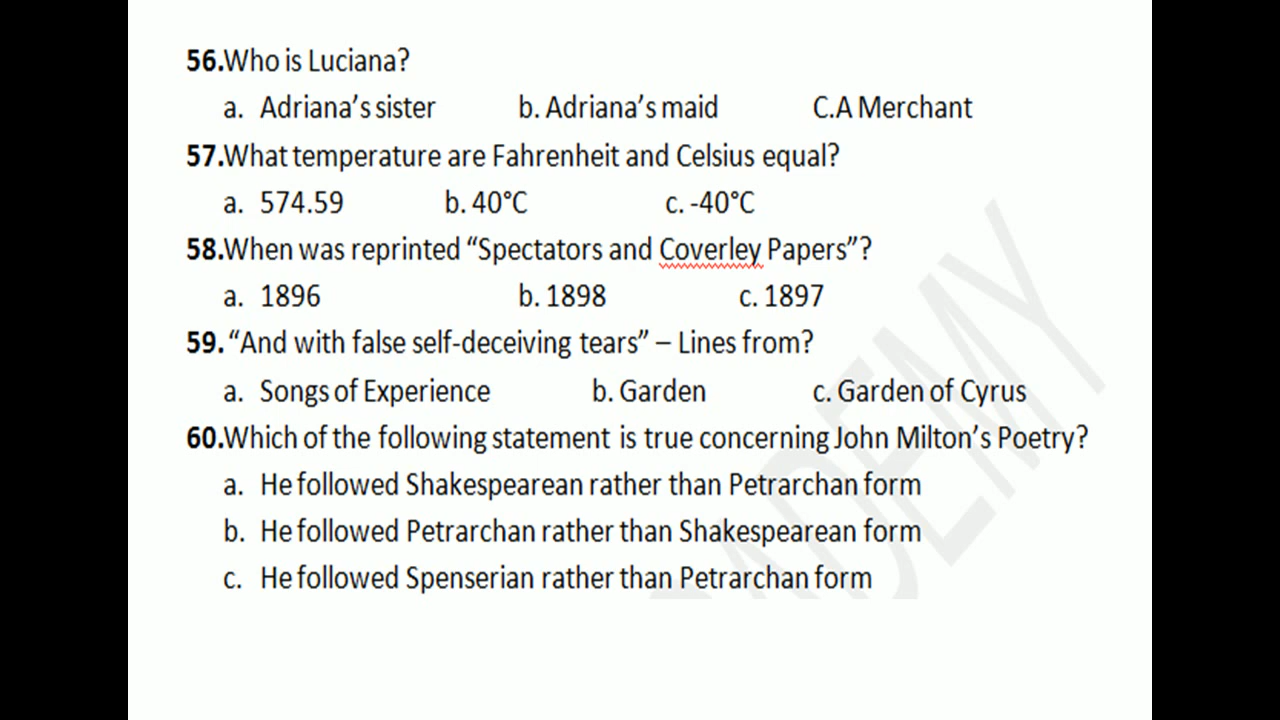 56.Who is Luciana?
a. Adriana’s sister b. Adriana’s maid C.A Merchant
57.What temperature are Fahrenheit and Celsius equal?
a. 574.59 b. 40°C c. -40°C
58.When was reprinted “Spectators and Coverley Papers”?
a. 1896 b. 1898 c. 1897
59. “And with false self-deceiving tears” – Lines from?
a. Songs of Experience b. Garden c. Garden of Cyrus
60.Which of the following statement is true concerning John Milton’s Poetry?
a. He followed Shakespearean rather than Petrarchan form
b. He followed Petrarchan rather than Shakespearean form
c. He followed Spenserian rather than Petrarchan form